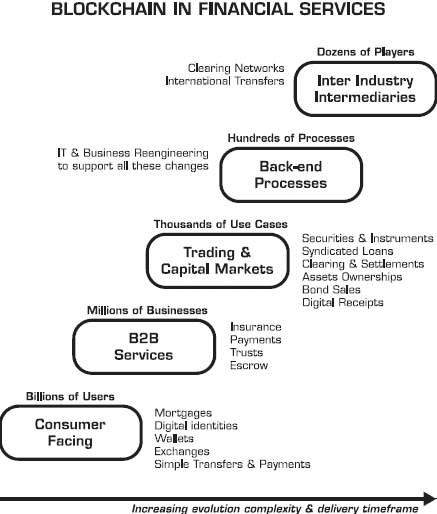 BLOCKCHAIN IN FINANCIAL SERVICES
Dozens of Players
Clearing Networks
International Transfers
Inter Industry
Intermediaries
Hundreds of Processes
IT & Business Reengineering
to support all these changes
Back-end
Processes
Thousands of Use Cases
Trading &
Capital Markets
Securities & Instruments
Syndicated Loans
Clearing & Settlements
Assets Ownerships
Bond Sales
Digital Receipts
Millions of Businesses
B2B
Services
Insurance
Payments
Trusts
Escrow
Billions of Users
Consumer
Facing
Mortgages
Digital identities
Wallets
Exchanges
Simple Transfers & Payments
Increasing evolution complexity & delivery timeframe